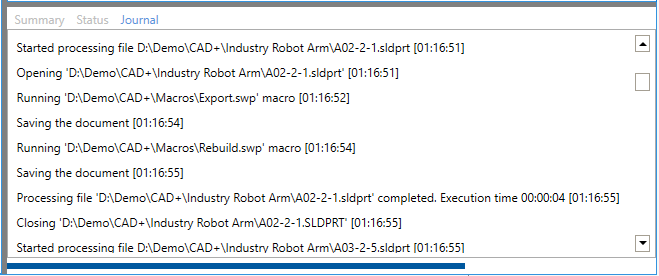 Summary Status Journal
Started processing file D:\Demo\CAD+\Industry Robot Arm\A02-2-1.sldprt [01:16:51]
Opening 'D:\Demo\CAD+\Industry Robot Arm\A02-2-1.sldprt' [01:16:51]
Running 'D:\Demo\CAD+\Macros\Export.swp' macro [01:16:52]
Saving the document [01:16:54]
Running 'D:\Demo\CAD+\Macros\Rebuild.swp' macro [01:16:54]
Saving the document [01:16:55]
Processing file 'D:\Demo\CAD+\Industry Robot Arm\A02-2-1.sldprt' completed. Execution time 00:00:04 [01:16:55]
Closing 'D:\Demo\CAD+\Industry Robot Arm\A02-2-1.SLDPRT' [01:16:55]
Started processing file D:\Demo\CAD+\Industry Robot Arm\A03-2-5.sldprt [01:16:55]